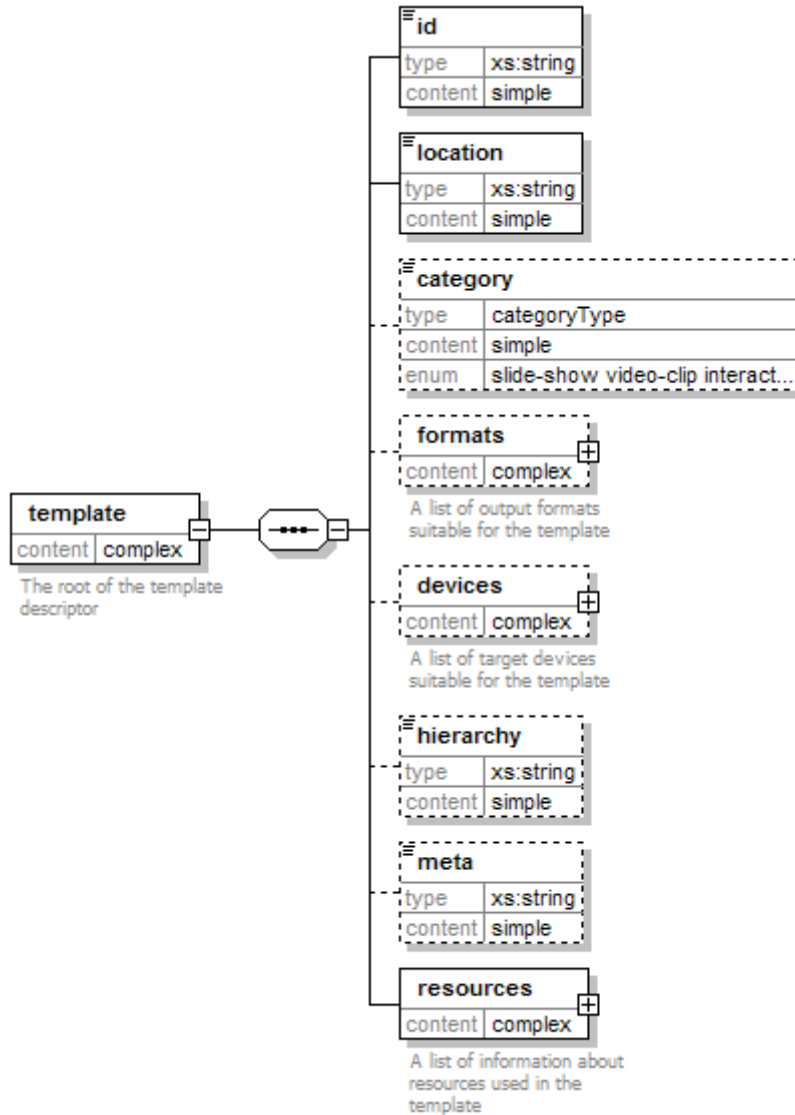 id
type xs:string
content simple
location
type xs:string
content simple
category
type categoryType
content simple
enum slide-show video-clip interact...
formats
content complex
A list of output formats
suitable for the template
template
content complex
The root of the template
descriptor
devices
content complex
A list of target devices
suitable for the template
hierarchy
type xs:string
content simple
meta
type xs:string
content simple
resources
content complex
A list of information about
resources used in the
template